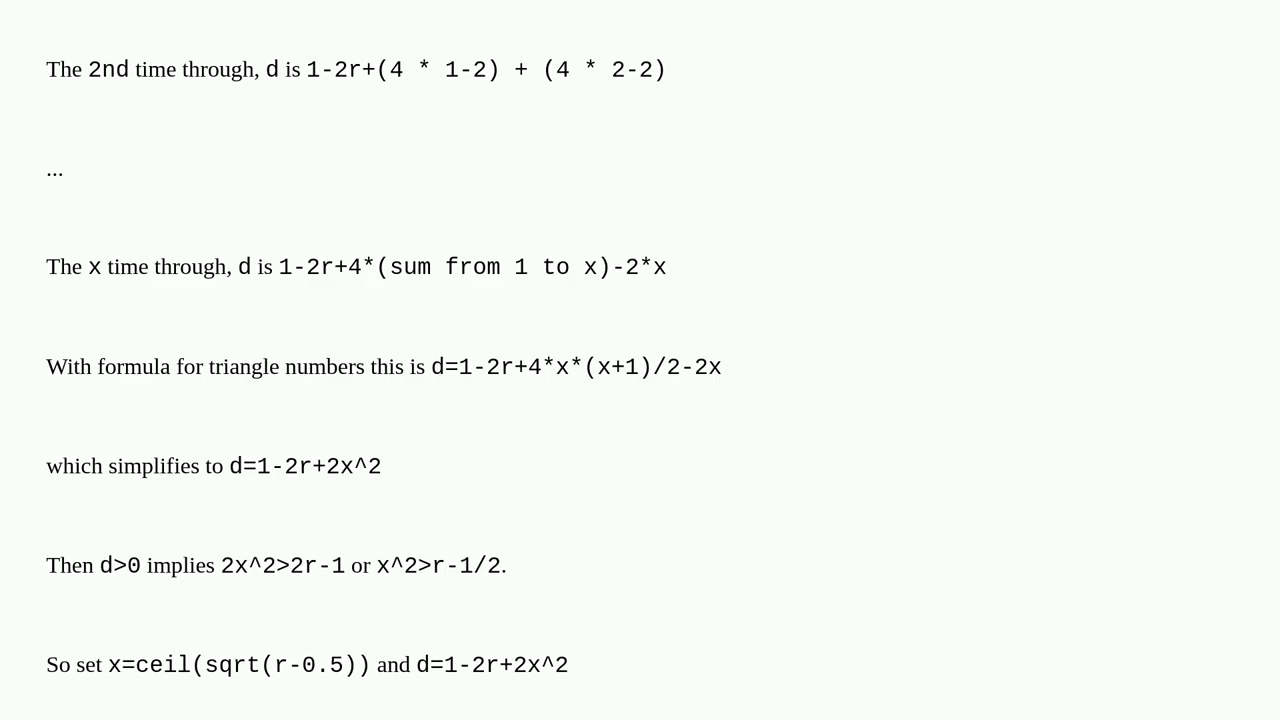 The 2nd time through, d is 1-2r+(4 * 1-2) + (4 * 2-2)
...
The x time through, d is 1-2r+4*(sum from 1 to x)-2*x
With formula for triangle numbers this is d=1-2r+4*x*(x+1)/2-2x
which simplifies to d=1-2r+2x^2
Then d>0 implies 2x^2>2r-1 or x^2>r-1/2.
So set x=ceil(sqrt(r-0.5)) and d=1-2r+2x^2